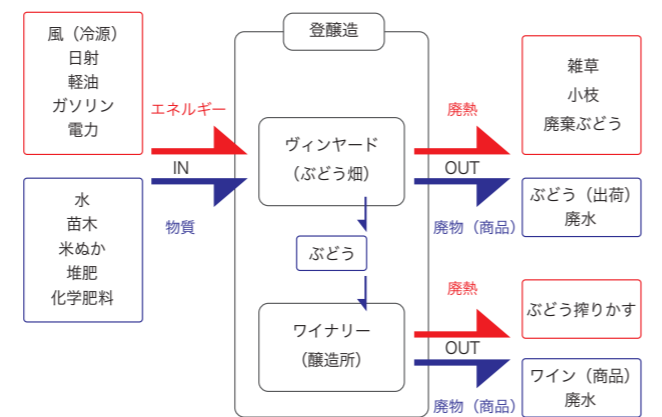 風（冷源）
日射
軽油
ガソリン
電力
水
苗木
米ぬか
堆肥
化学肥料
エネルギー
IN
物質
登醸造
ヴィンヤード
（ぶどう畑）
ぶどう
ワイナリー
（醸造所）
廃熱
OUT
廃物（商品）
雑草
小枝
廃棄ぶどう
ぶどう（出荷）
廃水
廃熱
OUT
廃物（商品）
ぶどう搾りかす
ワイン（商品）
廃水